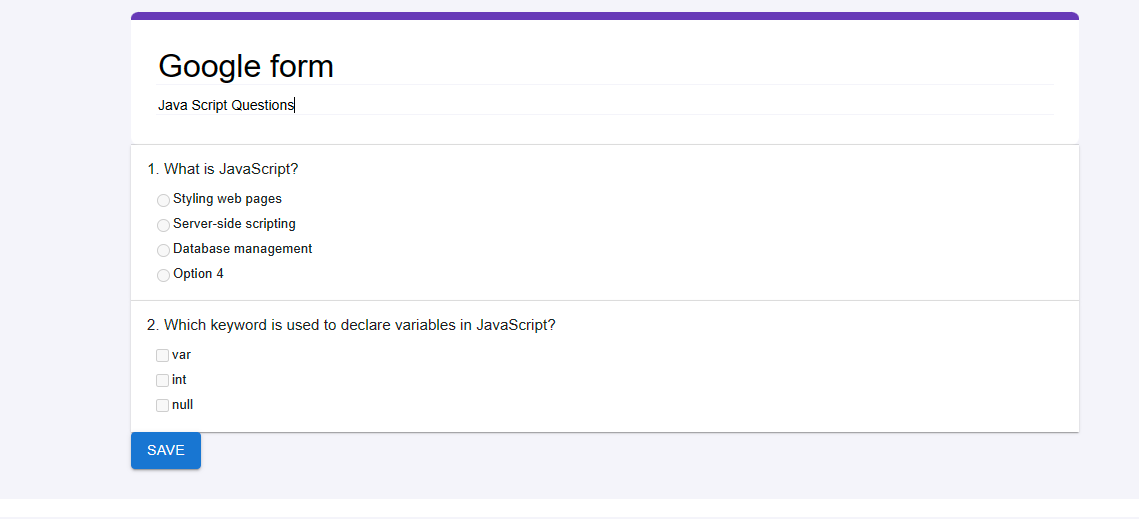 Google form
Java Script Questions
1. What is JavaScript?
Styling web pages
Server-side scripting
Database management
Option 4
2. Which keyword is used to declare variables in JavaScript?
var
int
null
SAVE